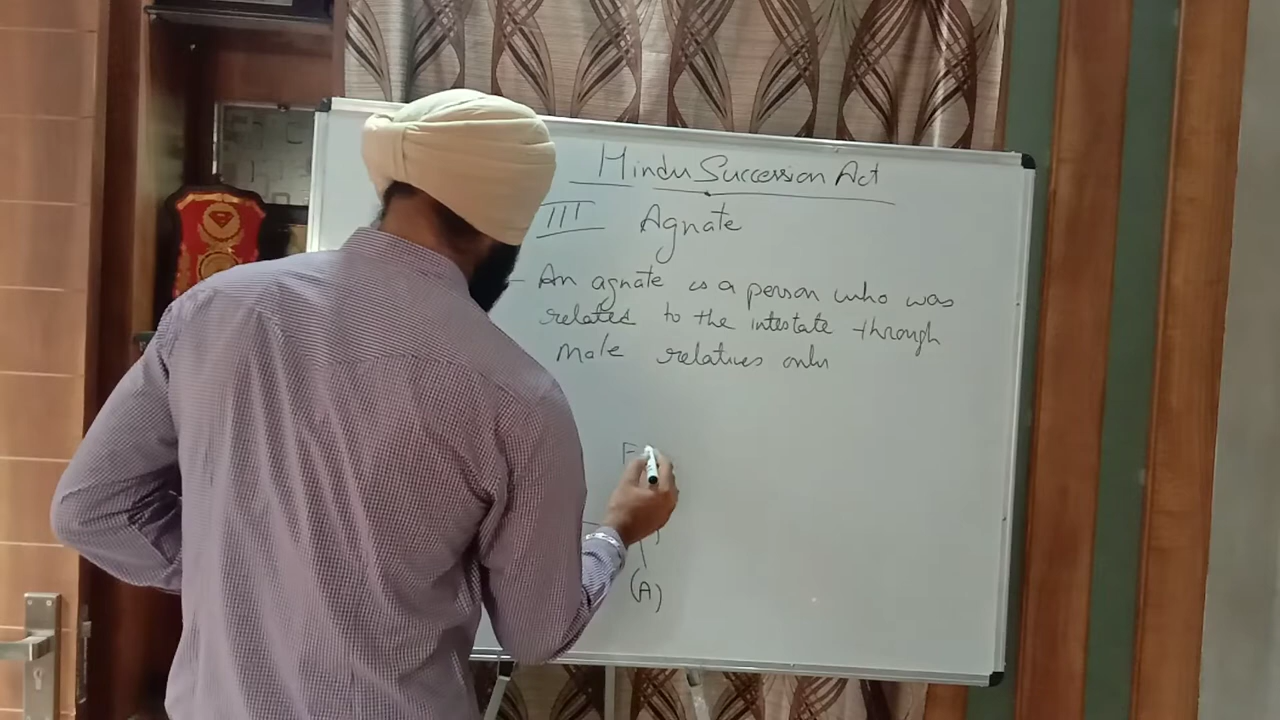 Hindu Succession Act
III Agnate
- An agnate is a person who was
relates to the intestate through
male relatives only
F
(A)